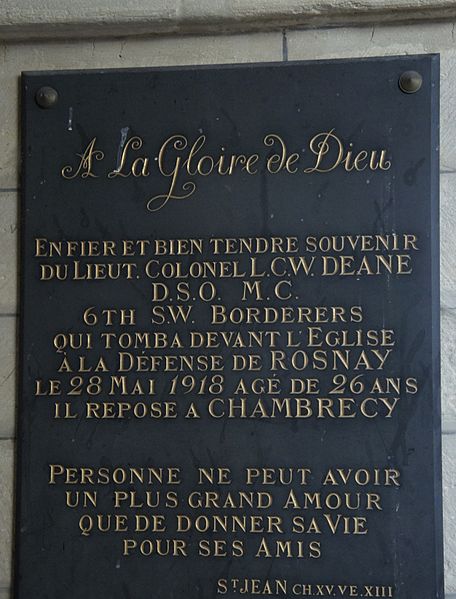 A La Gloire de Dieu
EN FIER ET BIEN TENDRE SOUVENIR
DU LIEUT. COLONEL L.C.W. DEANE
D.S.O. M.C.
6TH S.W. BORDERERS
QUI TOMBA DEVANT L'EGLISE
À LA DÉFENSE DE ROSNAY
LE 28 MAI 1918 AGÉ DE 26 ANS
IL REPOSE A CHAMBRECY
PERSONNE NE PEUT AVOIR
UN PLUS GRAND AMOUR
QUE DE DONNER SA VIE
POUR SES AMIS
ST JEAN CH.XV.VE.XIII